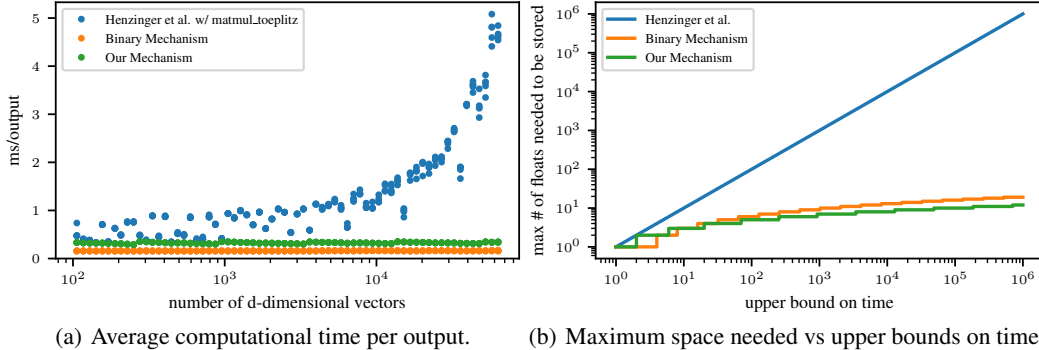 Henzinger et al. w/ matmul_toeplitz
Binary Mechanism
Our Mechanism
ms/output
5
4
3
2
1
0
10^2
10^3
10^4
number of d-dimensional vectors
(a) Average computational time per output.
Henzinger et al.
Binary Mechanism
Our Mechanism
max # of floats needed to be stored
10^6
10^5
10^4
10^3
10^2
10^1
10^0
10^0
10^1
10^2
10^3
10^4
10^5
10^6
upper bound on time
(b) Maximum space needed vs upper bounds on time